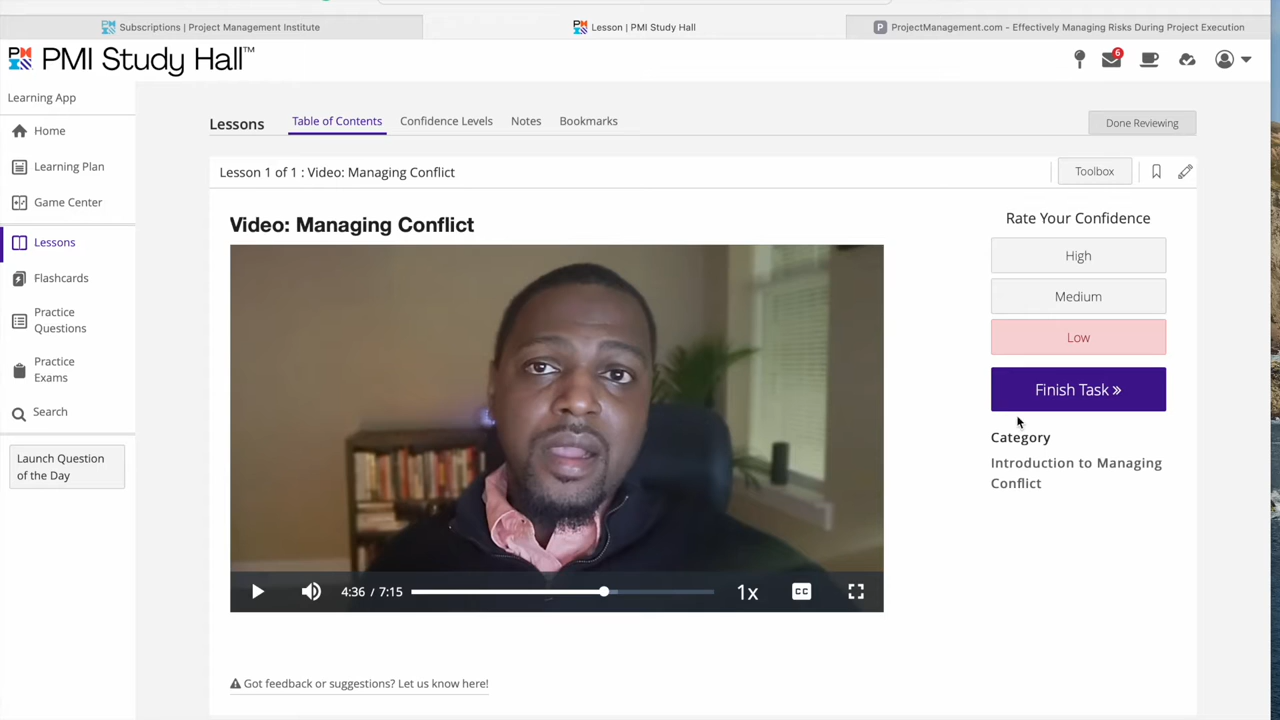 Subscriptions | Project Management Institute
Lesson | PMI Study Hall
ProjectManagement.com - Effectively Managing Risks During Project Execution
PMI Study Hall™
6
Learning App
Home
Learning Plan
Game Center
Lessons
Flashcards
Practice
Questions
Practice
Exams
Search
Launch Question
of the Day
Lessons
Table of Contents
Confidence Levels
Notes
Bookmarks
Done Reviewing
Lesson 1 of 1 : Video: Managing Conflict
Toolbox
Video: Managing Conflict
4:36 / 7:15
1x
CC
Rate Your Confidence
High
Medium
Low
Finish Task »
Category
Introduction to Managing
Conflict
Got feedback or suggestions? Let us know here!